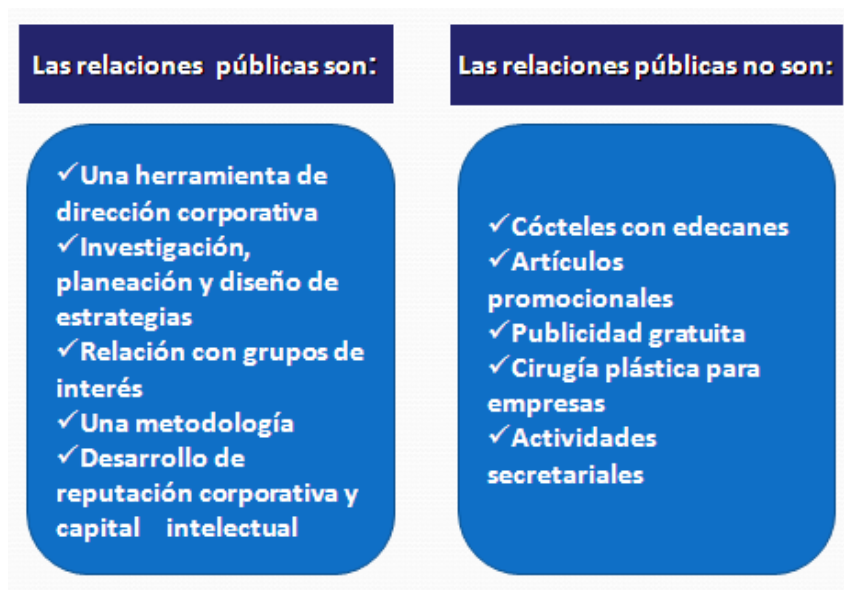 Las relaciones públicas son:
✓Una herramienta de
dirección corporativa
✓Investigación,
planeación y diseño de
estrategias
✓Relación con grupos de
interés
✓Una metodología
✓Desarrollo de
reputación corporativa y
capital intelectual
Las relaciones públicas no son:
✓Cócteles con edecanes
✓Artículos
promocionales
✓Publicidad gratuita
✓Cirugía plástica para
empresas
✓Actividades
secretariales